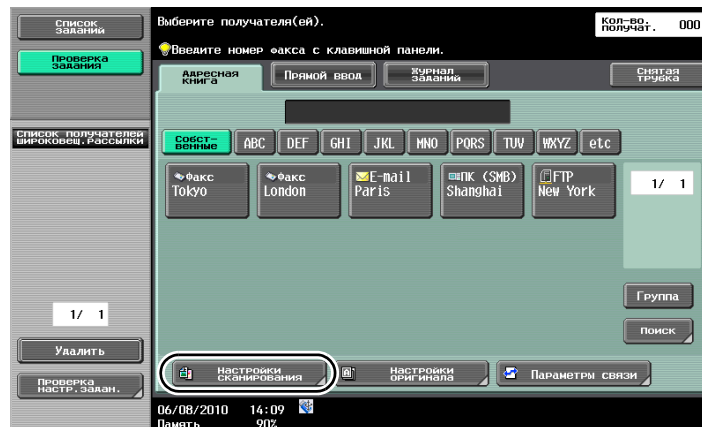 Список
заданий
Проверка
задания
Список получателей
широковещ.рассылки
1/ 1
Удалить
Проверка
настр.задан.
Выберите получателя(ей).
Кол-во.
получат. 000
Введите номер факса с клавишной панели.
Адресная
книга
Прямой ввод
Журнал
заданий
Снятая
трубка
Собст-
венные
ABC
DEF
GHI
JKL
MNO
PQRS
TUV
WXYZ
etc
Факс
Tokyo
Факс
London
E-mail
Paris
ПК (SMB)
Shanghai
FTP
New York
1/ 1
Группа
Поиск
Настройки
сканирования
Настройки
оригинала
Параметры связи
06/08/2010 14:09
Память 90%